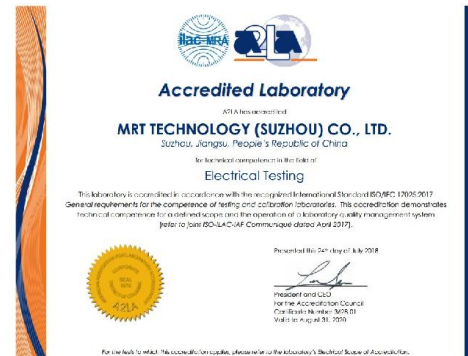 ilac-MRA
A2LA
Accredited Laboratory
A2LA has accredited
MRT TECHNOLOGY (SUZHOU) CO., LTD.
Suzhou, Jiangsu, People's Republic of China
for technical competence in the field of
Electrical Testing
This laboratory is accredited in accordance with the recognized International Standard ISO/IEC 17025:2017
General requirements for the competence of testing and calibration laboratories. This accreditation demonstrates
technical competence for a defined scope and the operation of a laboratory quality management system
(refer to joint ISO-ILAC-IAF Communiqué dated April 2017).
Presented this 24th day of July 2018
President and CEO
For the Accreditation Council
Certificate Number 3628.01
Valid to August 31, 2020
A2LA
For the tests to which this accreditation applies, please refer to the laboratory's Electrical Scope of Accreditation.